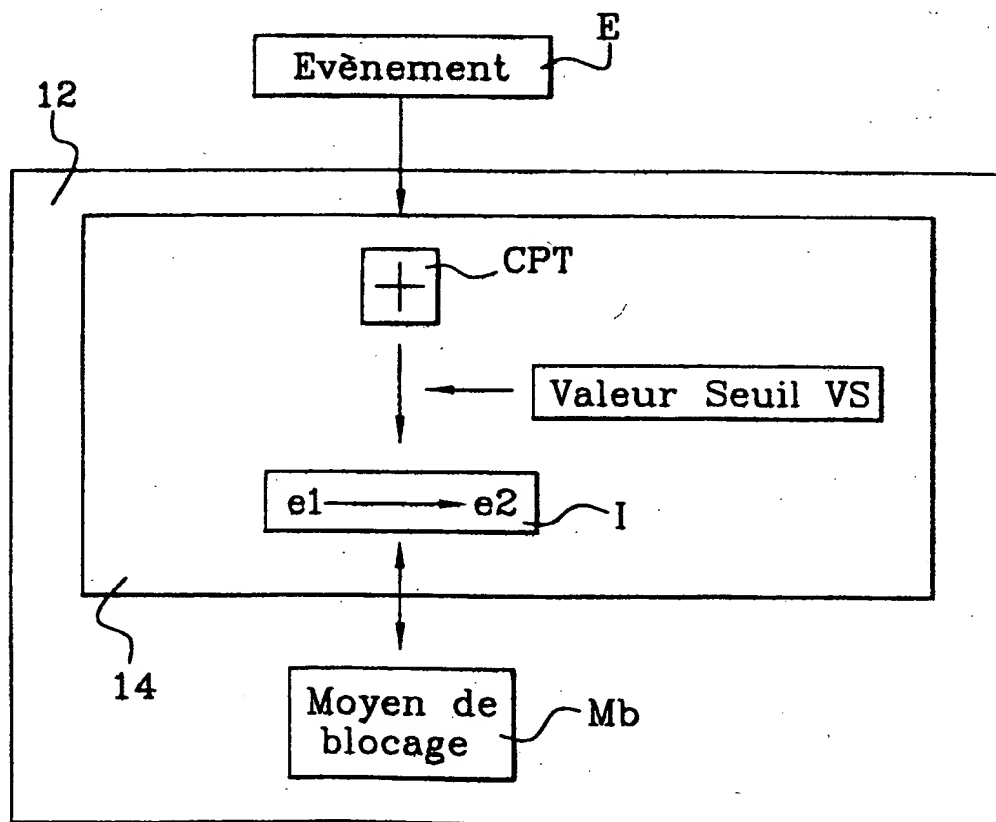 E
Evènement
12
CPT
Valeur Seuil VS
e1 e2
I
14
Moyen de
blocage
Mb